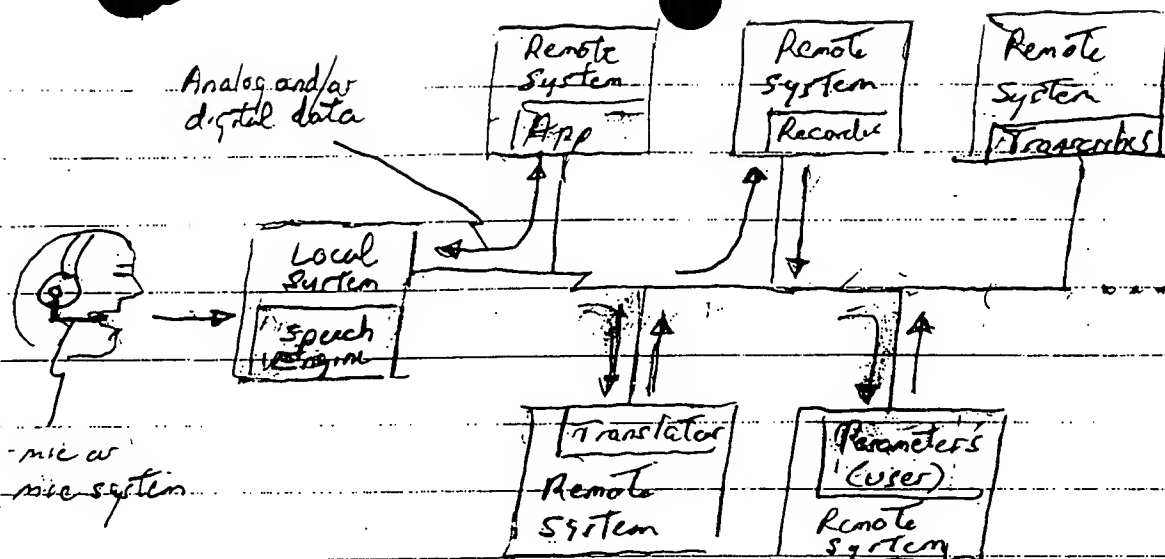 Analog and/or
digital data
Remote
System
App
Remote
System
Recorder
Remote
System
Transcriber
Local
System
Speech
Engine
mic or
mic system
Translator
Remote
System
Parameters
(user)
Remote
System